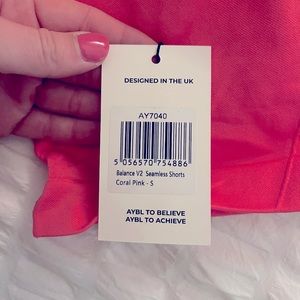 DESIGNED IN THE UK
AY7040
5 056570 754886
Balance V2 Seamless Shorts
Coral Pink - S
AYBL TO BELIEVE
AYBL TO ACHIEVE